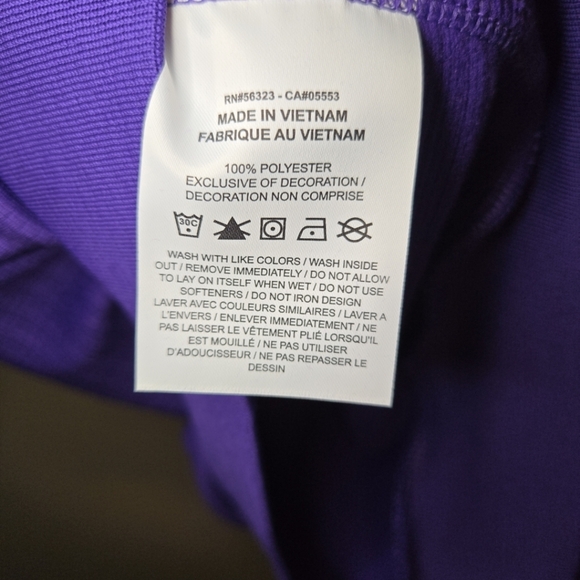 RN#56323 - CA#05553
MADE IN VIETNAM
FABRIQUE AU VIETNAM
100% POLYESTER
EXCLUSIVE OF DECORATION /
DECORATION NON COMPRISE
30C
WASH WITH LIKE COLORS / WASH INSIDE
OUT / REMOVE IMMEDIATELY / DO NOT ALLOW
TO LAY ON ITSELF WHEN WET / DO NOT USE
SOFTENERS / DO NOT IRON DESIGN
LAVER AVEC COULEURS SIMILAIRES / LAVER A
L'ENVERS / ENLEVER IMMEDIATEMENT / NE
PAS LAISSER LE VÊTEMENT PLIÉ LORSQU'IL
EST MOUILLÉ / NE PAS UTILISER
D'ADOUCISSEUR / NE PAS REPASSER LE
DESSIN